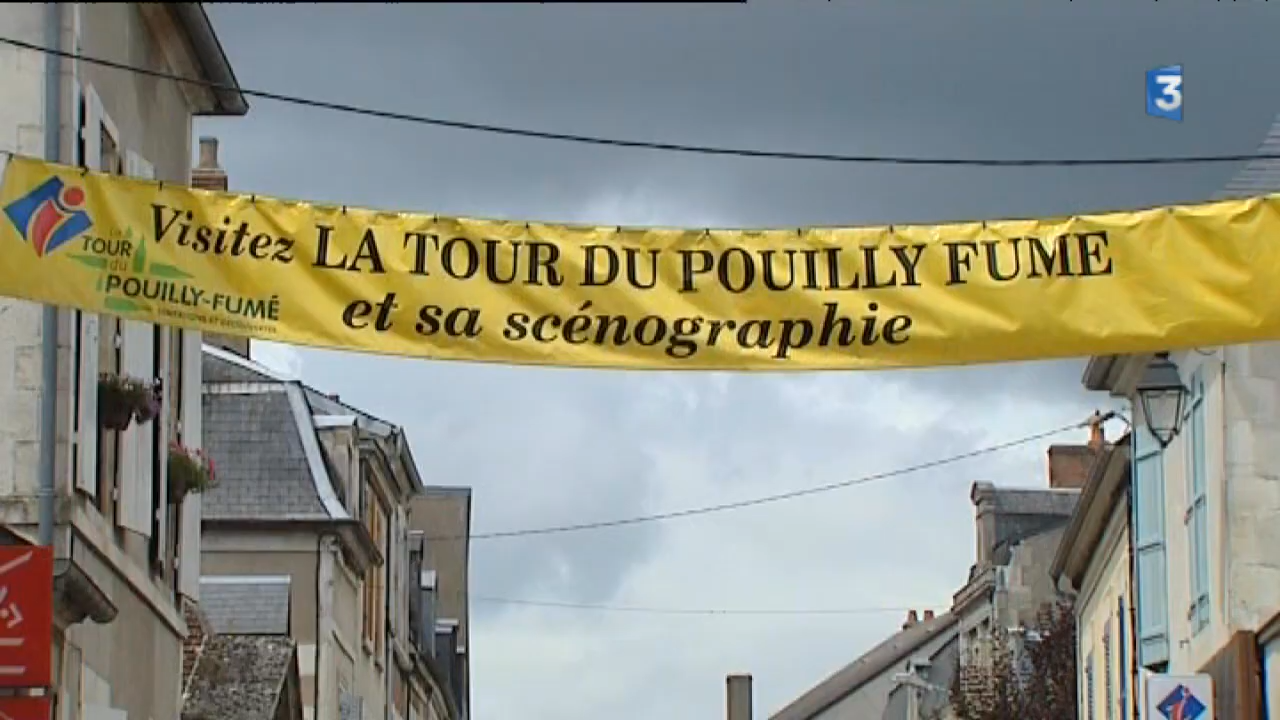 3
Visitez LA TOUR DU POUILLY FUME
et sa scénographie
LA
TOUR
du
POUILLY-FUMÉ